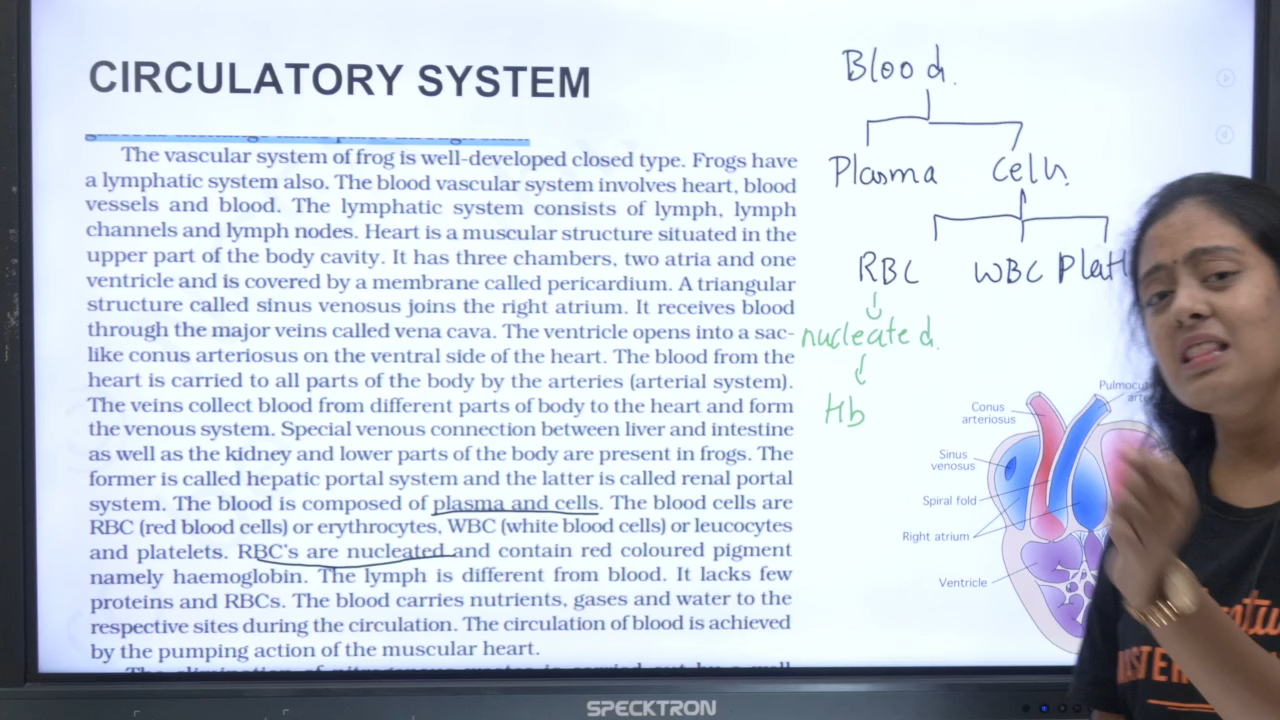 CIRCULATORY SYSTEM
The vascular system of frog is well-developed closed type. Frogs have
a lymphatic system also. The blood vascular system involves heart, blood
vessels and blood. The lymphatic system consists of lymph, lymph
channels and lymph nodes. Heart is a muscular structure situated in the
upper part of the body cavity. It has three chambers, two atria and one
ventricle and is covered by a membrane called pericardium. A triangular
structure called sinus venosus joins the right atrium. It receives blood
through the major veins called vena cava. The ventricle opens into a sac-
like conus arteriosus on the ventral side of the heart. The blood from the
heart is carried to all parts of the body by the arteries (arterial system).
The veins collect blood from different parts of body to the heart and form
the venous system. Special venous connection between liver and intestine
as well as the kidney and lower parts of the body are present in frogs. The
former is called hepatic portal system and the latter is called renal portal
system. The blood is composed of plasma and cells. The blood cells are
RBC (red blood cells) or erythrocytes, WBC (white blood cells) or leucocytes
and platelets. RBC's are nucleated and contain red coloured pigment
namely haemoglobin. The lymph is different from blood. It lacks few
proteins and RBCs. The blood carries nutrients, gases and water to the
respective sites during the circulation. The circulation of blood is achieved
by the pumping action of the muscular heart.
Blood.
Plasma Cells.
RBC WBC Platl
nucleated.
Hb
Conus
arteriosus
Sinus
venosus
Spiral fold
Right atrium
Ventricle
Pulmocut
arte
SPECKTRON